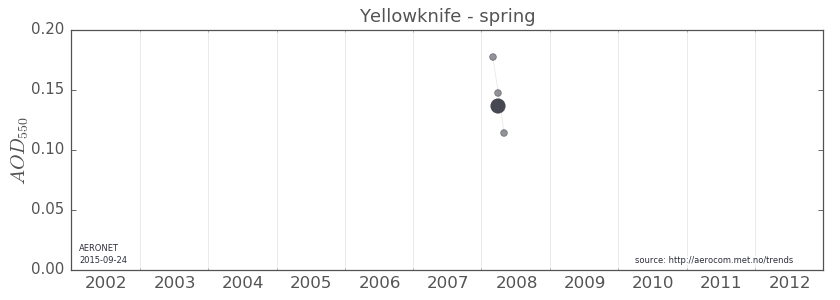 Yellowknife - spring
0.20
0.15
0.10
0.05
0.00
AOD550
AERONET
2015-09-24
source: http://aerocom.met.no/trends
2002 2003 2004 2005 2006 2007 2008 2009 2010 2011 2012